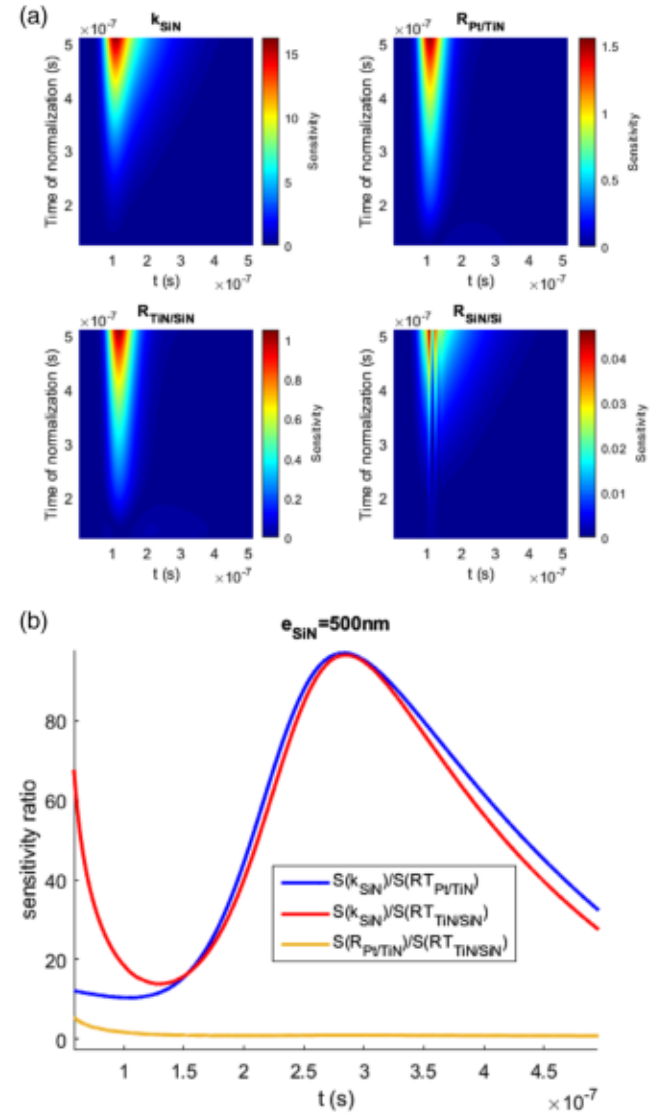 (a)
k_SiN
×10^-7
Time of normalization (s)
5
4
3
2
1 2 3 4 5
t (s)
×10^-7
15
10
5
0
Sensitivity
R_Pt/TiN
×10^-7
Time of normalization (s)
5
4
3
2
1 2 3 4 5
t (s)
×10^-7
1.5
1
0.5
0
Sensitivity
R_TiN/SiN
×10^-7
Time of normalization (s)
5
4
3
2
1 2 3 4 5
t (s)
×10^-7
1
0.8
0.6
0.4
0.2
0
Sensitivity
R_SiN/Si
×10^-7
Time of normalization (s)
5
4
3
2
1 2 3 4 5
t (s)
×10^-7
0.04
0.03
0.02
0.01
0
Sensitivity
(b)
e_SiN=500nm
sensitivity ratio
80
60
40
20
0
S(k_SiN)/S(RT_Pt/TiN)
S(k_SiN)/S(RT_TiN/SiN)
S(R_Pt/TiN)/S(RT_TiN/SiN)
1 1.5 2 2.5 3 3.5 4 4.5
t (s)
×10^-7